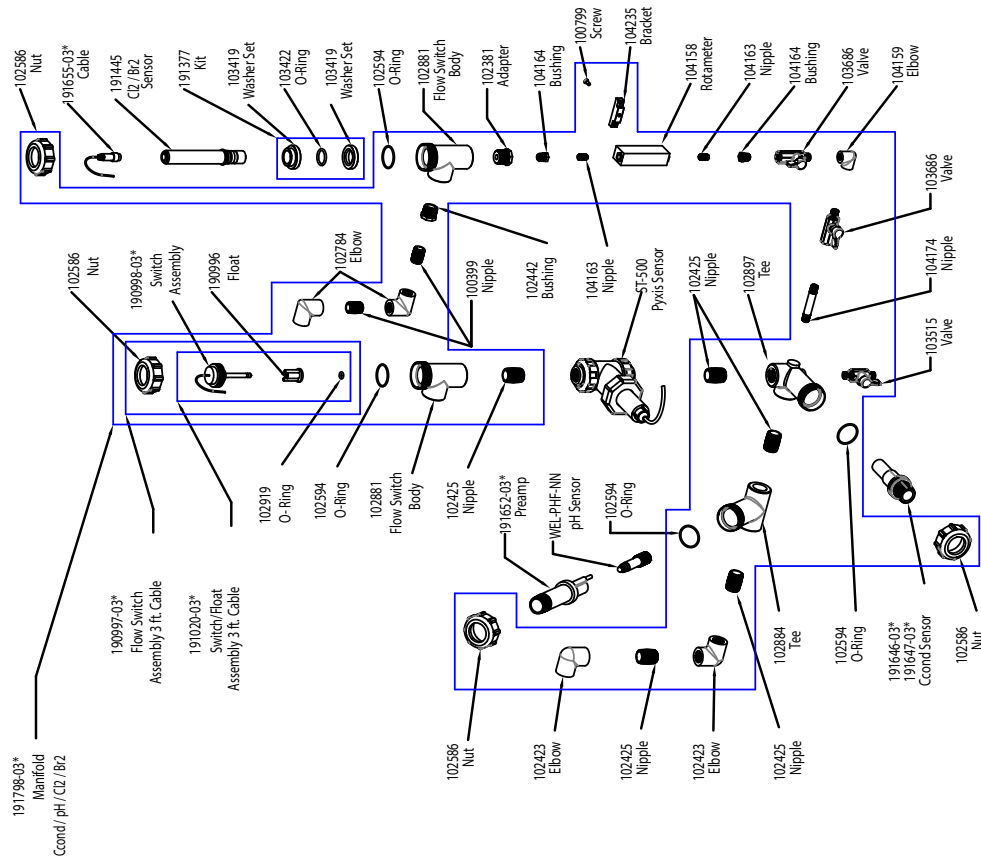 102586
Nut
191655-03*
Cable
191445
Cl2 / Br2
Sensor
191377
Kit
103419
Washer Set
103422
O-Ring
103419
Washer Set
102594
O-Ring
102881
Flow Switch
Body
102381
Adapter
104164
Bushing
100799
Screw
104235
Bracket
104158
Rotameter
104163
Nipple
104164
Bushing
103686
Valve
104159
Elbow
102586
Nut
190998-03*
Switch
Assembly
190996
Float
102784
Elbow
100399
Nipple
102442
Bushing
104163
Nipple
ST-500
Pyxis Sensor
102425
Nipple
102897
Tee
103686
Valve
104174
Nipple
103515
Valve
191798-03*
Manifold
Ccond / pH / Cl2 / Br2
190997-03*
Flow Switch
Assembly 3 ft. Cable
191020-03*
Switch/Float
Assembly 3 ft. Cable
102919
O- Ring
102594
O-Ring
102881
Flow Switch
Body
102425
Nipple
191652-03*
Preamp
WEL-PHF-NN
pH Sensor
102594
O-Ring
102586
Nut
102423
Elbow
102425
Nipple
102423
Elbow
102425
Nipple
102884
Tee
102594
O-Ring
191646-03*
191647-03*
Ccond Sensor
102586
Nut